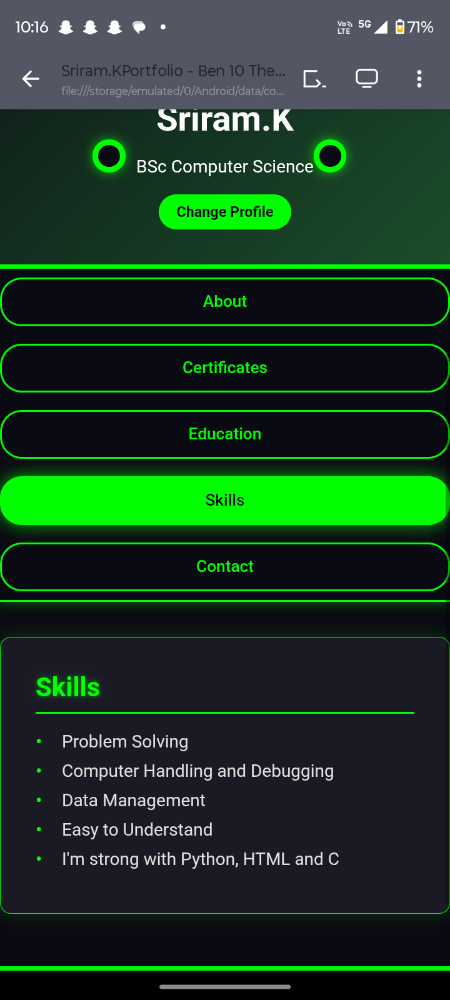 10:16
Vo LTE 5G 71%
Sriram.KPortfolio - Ben 10 The...
file:///storage/emulated/0/Android/data/co...
Sriram.K
BSc Computer Science
Change Profile
About
Certificates
Education
Skills
Contact
Skills
• Problem Solving
• Computer Handling and Debugging
• Data Management
• Easy to Understand
• I'm strong with Python, HTML and C